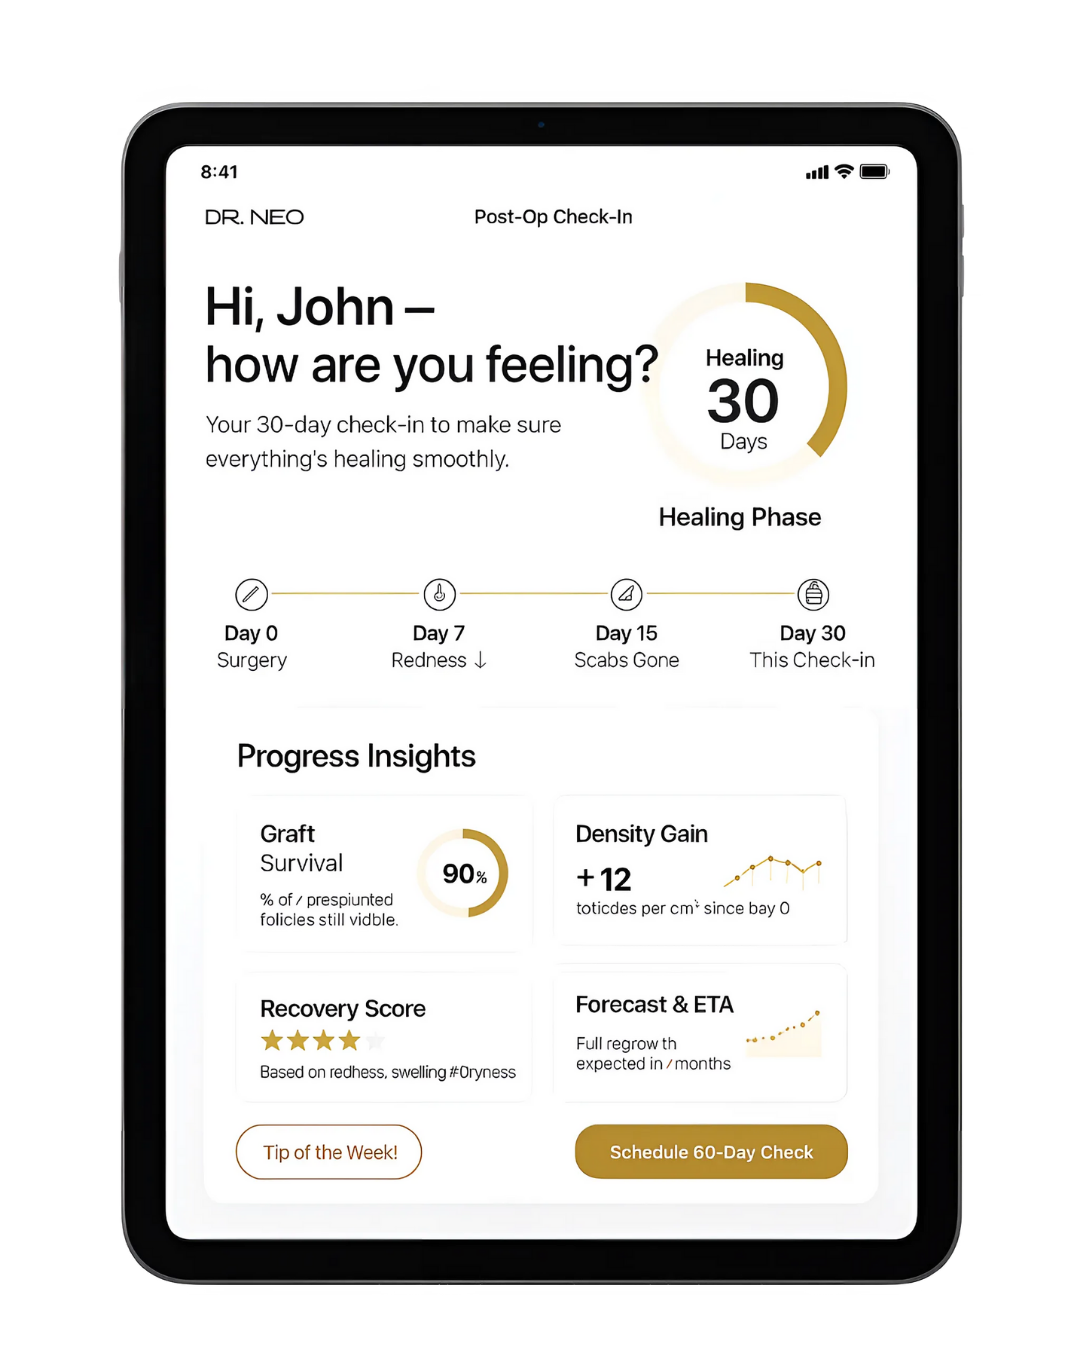 8:41
DR. NEO
Post-Op Check-In
Hi, John –
how are you feeling?
Your 30-day check-in to make sure
everything's healing smoothly.
Healing
30
Days
Healing Phase
Day 0
Surgery
Day 7
Redness ↓
Day 15
Scabs Gone
Day 30
This Check-in
Progress Insights
Graft
Survival
% of / prespiunted
folicles still vidble.
90%
Density Gain
+12
toticdes per cm² since bay 0
Recovery Score
Based on redhess, swelling #0ryness
Forecast & ETA
Full regrow th
expected in / months
Tip of the Week!
Schedule 60-Day Check